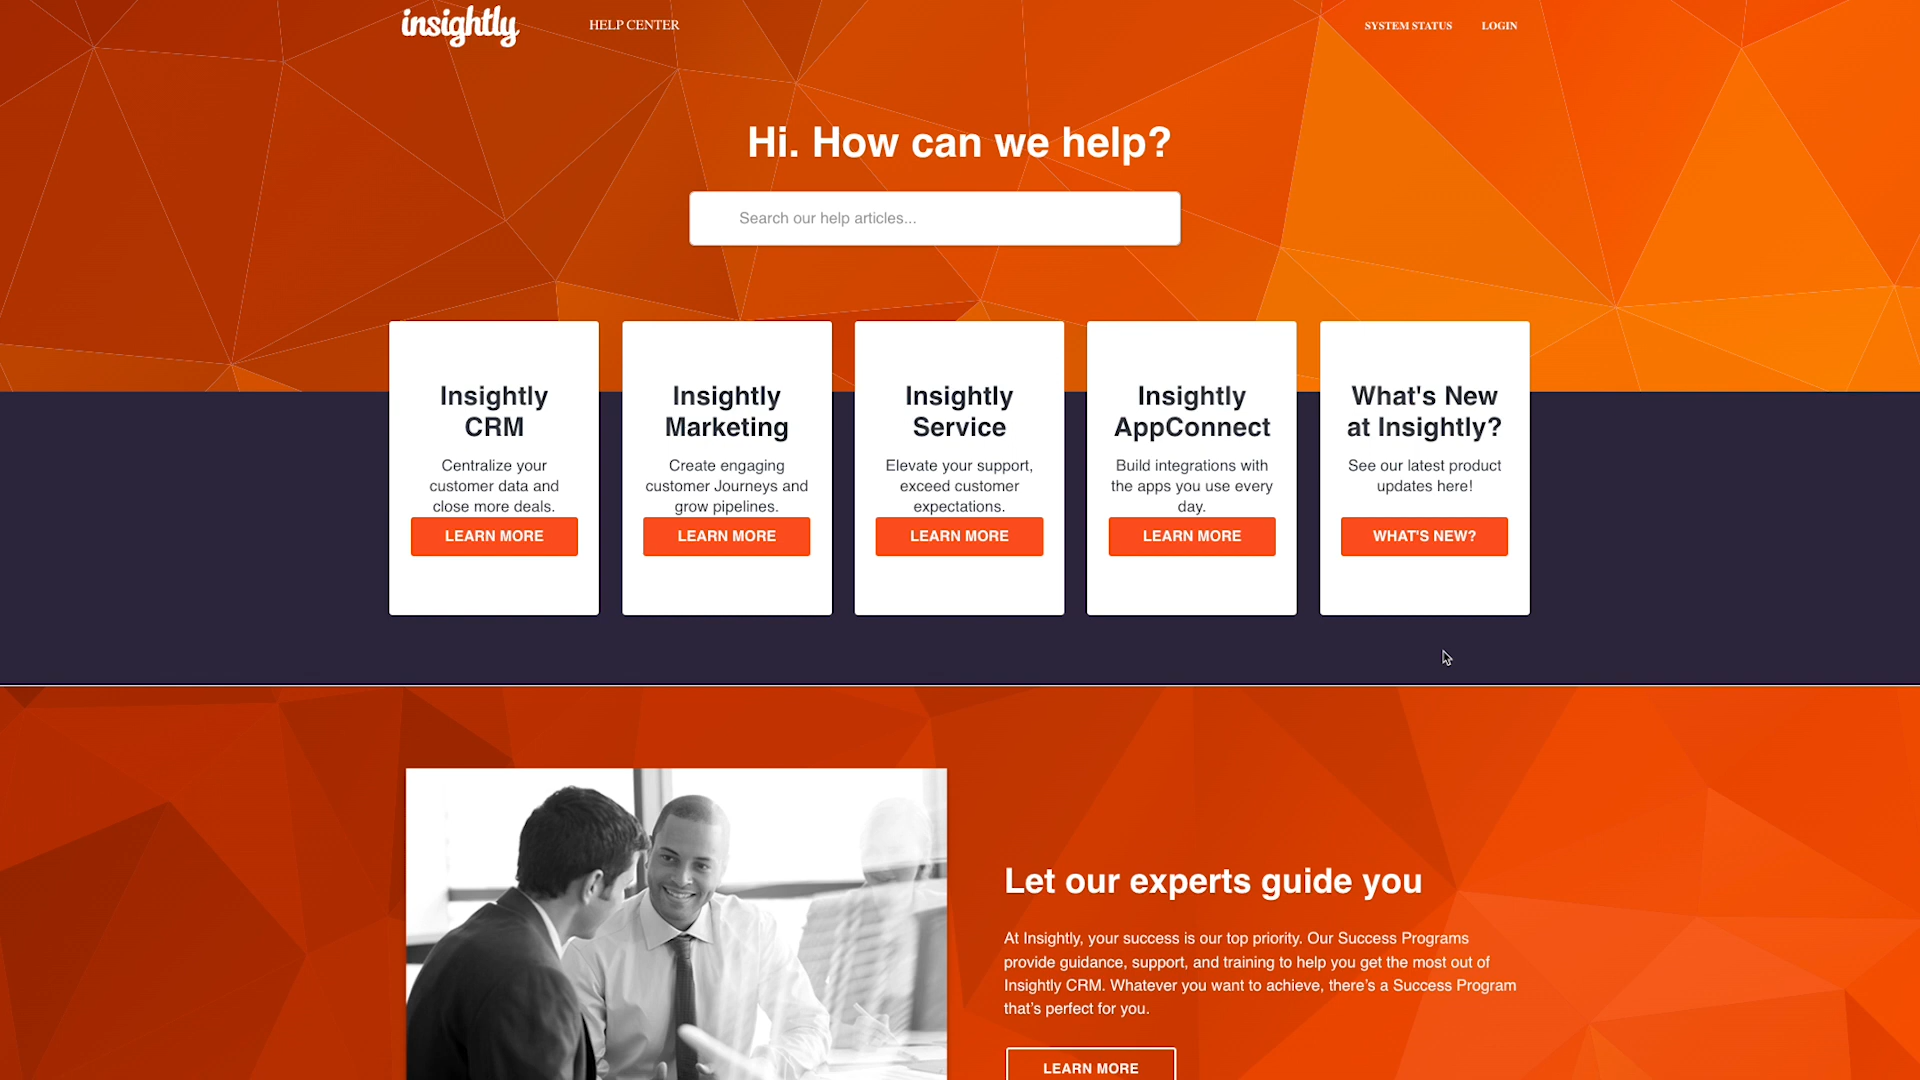 insightly
HELP CENTER
SYSTEM STATUS
LOGIN
Hi. How can we help?
Search our help articles...
Insightly
CRM
Centralize your
customer data and
close more deals.
LEARN MORE
Insightly
Marketing
Create engaging
customer Journeys and
grow pipelines.
LEARN MORE
Insightly
Service
Elevate your support,
exceed customer
expectations.
LEARN MORE
Insightly
AppConnect
Build integrations with
the apps you use every
day.
LEARN MORE
What's New
at Insightly?
See our latest product
updates here!
WHAT'S NEW?
Let our experts guide you
At Insightly, your success is our top priority. Our Success Programs
provide guidance, support, and training to help you get the most out of
Insightly CRM. Whatever you want to achieve, there’s a Success Program
that’s perfect for you.
LEARN MORE